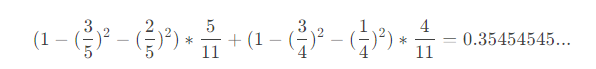 (1 − (3/5)² − (2/5)²) ∗ 5/11 + (1 − (3/4)² − (1/4)²) ∗ 4/11 = 0.35454545...